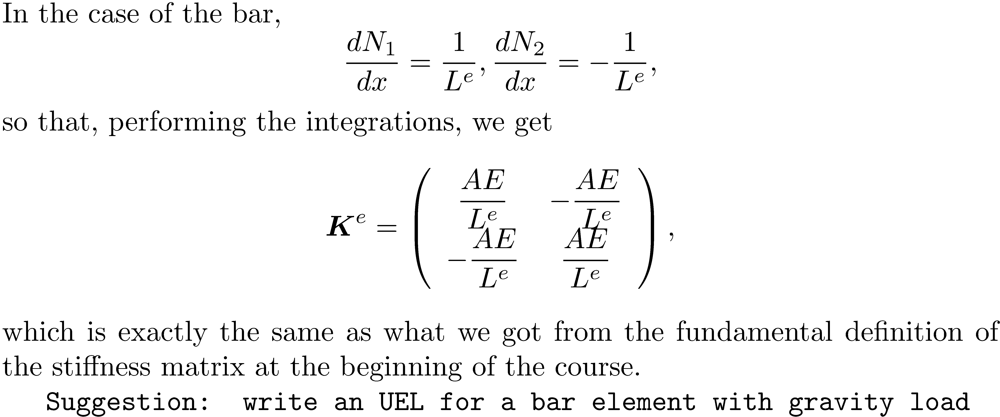 In the case of the bar,
\frac{dN_1}{dx} = \frac{1}{L^e}, \frac{dN_2}{dx} = -\frac{1}{L^e},
so that, performing the integrations, we get
\boldsymbol{K}^e = \begin{pmatrix} \frac{AE}{L^e} & -\frac{AE}{L^e} \\ -\frac{AE}{L^e} & \frac{AE}{L^e} \end{pmatrix},
which is exactly the same as what we got from the fundamental definition of
the stiffness matrix at the beginning of the course.
Suggestion: write an UEL for a bar element with gravity load